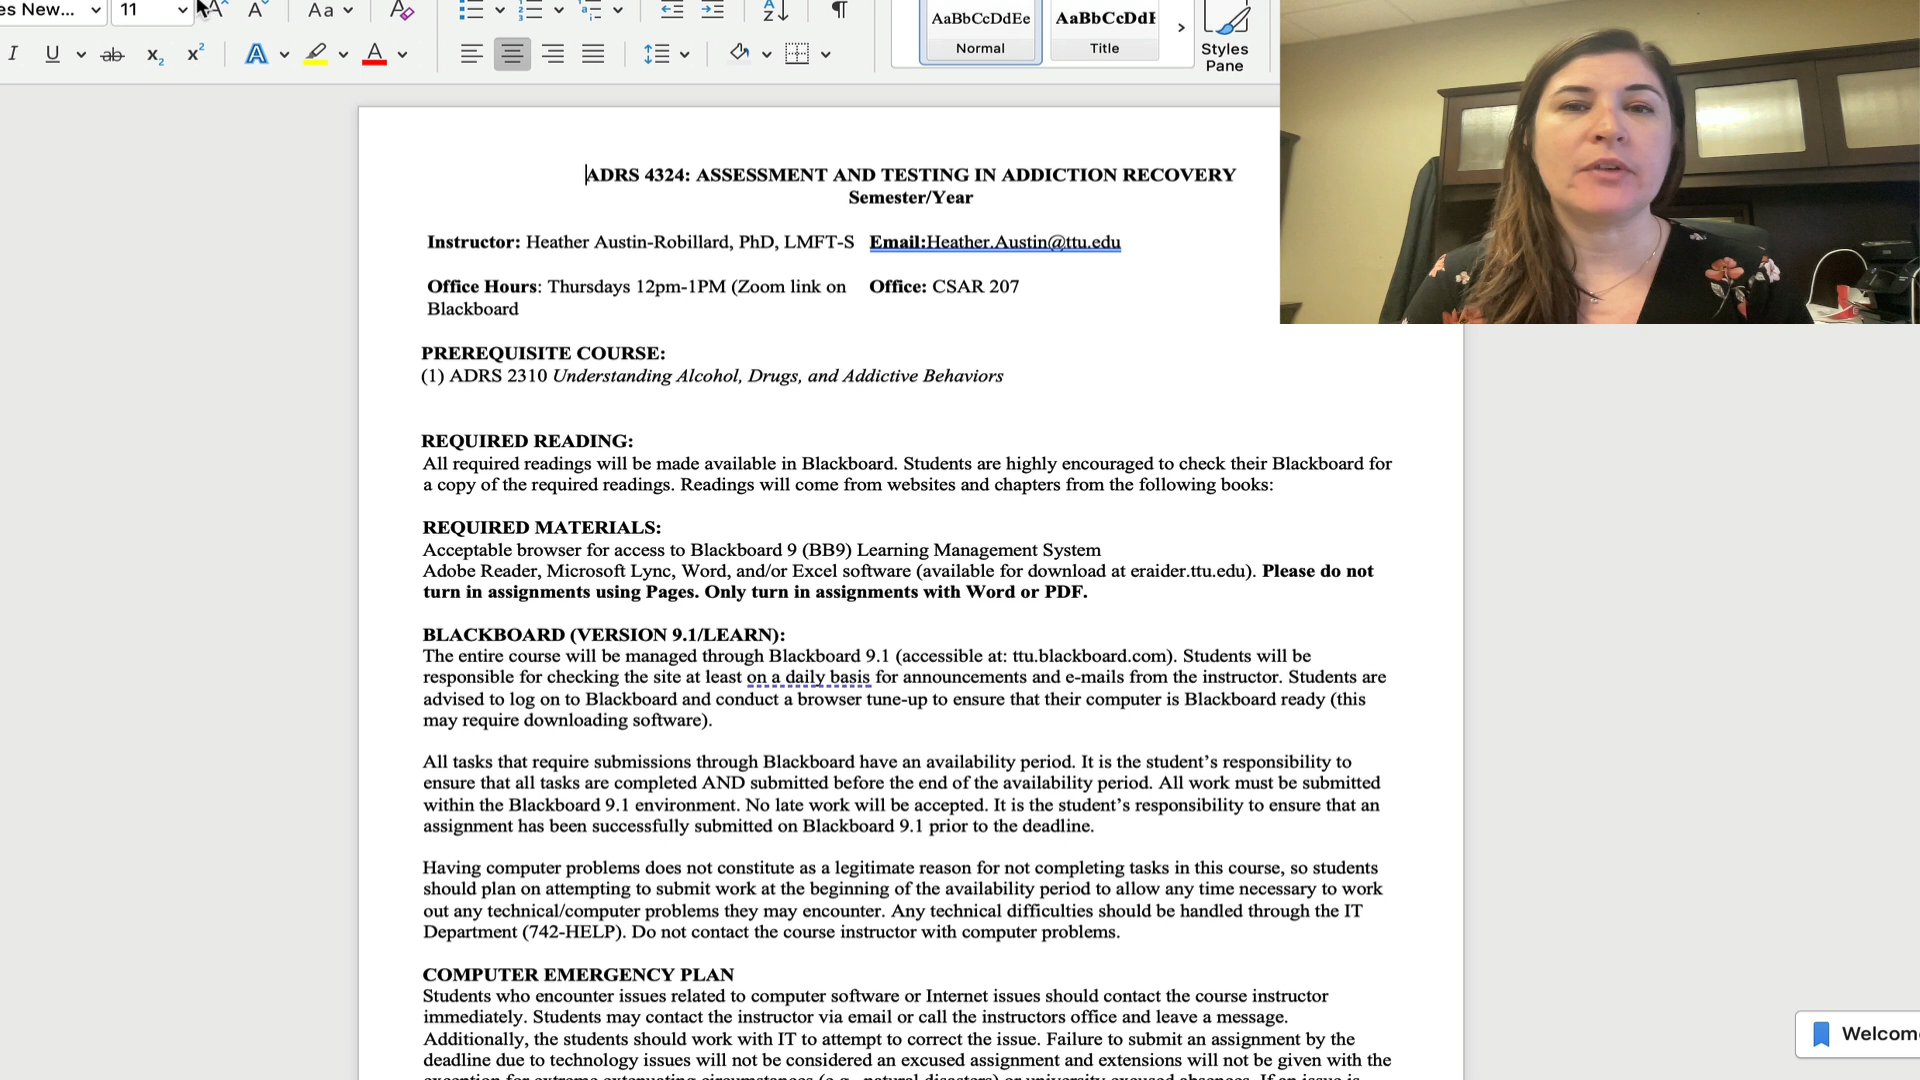 es New... 11 Aa
I U ab x2 x2 A A
AaBbCcDdEe AaBbCcDdE
Normal Title
Styles
Pane
ADRS 4324: ASSESSMENT AND TESTING IN ADDICTION RECOVERY
Semester/Year
Instructor: Heather Austin-Robillard, PhD, LMFT-S Email:Heather.Austin@ttu.edu
Office Hours: Thursdays 12pm-1PM (Zoom link on Office: CSAR 207
Blackboard
PREREQUISITE COURSE:
(1) ADRS 2310 Understanding Alcohol, Drugs, and Addictive Behaviors
REQUIRED READING:
All required readings will be made available in Blackboard. Students are highly encouraged to check their Blackboard for
a copy of the required readings. Readings will come from websites and chapters from the following books:
REQUIRED MATERIALS:
Acceptable browser for access to Blackboard 9 (BB9) Learning Management System
Adobe Reader, Microsoft Lync, Word, and/or Excel software (available for download at eraider.ttu.edu). Please do not
turn in assignments using Pages. Only turn in assignments with Word or PDF.
BLACKBOARD (VERSION 9.1/LEARN):
The entire course will be managed through Blackboard 9.1 (accessible at: ttu.blackboard.com). Students will be
responsible for checking the site at least on a daily basis for announcements and e-mails from the instructor. Students are
advised to log on to Blackboard and conduct a browser tune-up to ensure that their computer is Blackboard ready (this
may require downloading software).
All tasks that require submissions through Blackboard have an availability period. It is the student’s responsibility to
ensure that all tasks are completed AND submitted before the end of the availability period. All work must be submitted
within the Blackboard 9.1 environment. No late work will be accepted. It is the student’s responsibility to ensure that an
assignment has been successfully submitted on Blackboard 9.1 prior to the deadline.
Having computer problems does not constitute as a legitimate reason for not completing tasks in this course, so students
should plan on attempting to submit work at the beginning of the availability period to allow any time necessary to work
out any technical/computer problems they may encounter. Any technical difficulties should be handled through the IT
Department (742-HELP). Do not contact the course instructor with computer problems.
COMPUTER EMERGENCY PLAN
Students who encounter issues related to computer software or Internet issues should contact the course instructor
immediately. Students may contact the instructor via email or call the instructors office and leave a message.
Additionally, the students should work with IT to attempt to correct the issue. Failure to submit an assignment by the
deadline due to technology issues will not be considered an excused assignment and extensions will not be given with the
Welcom